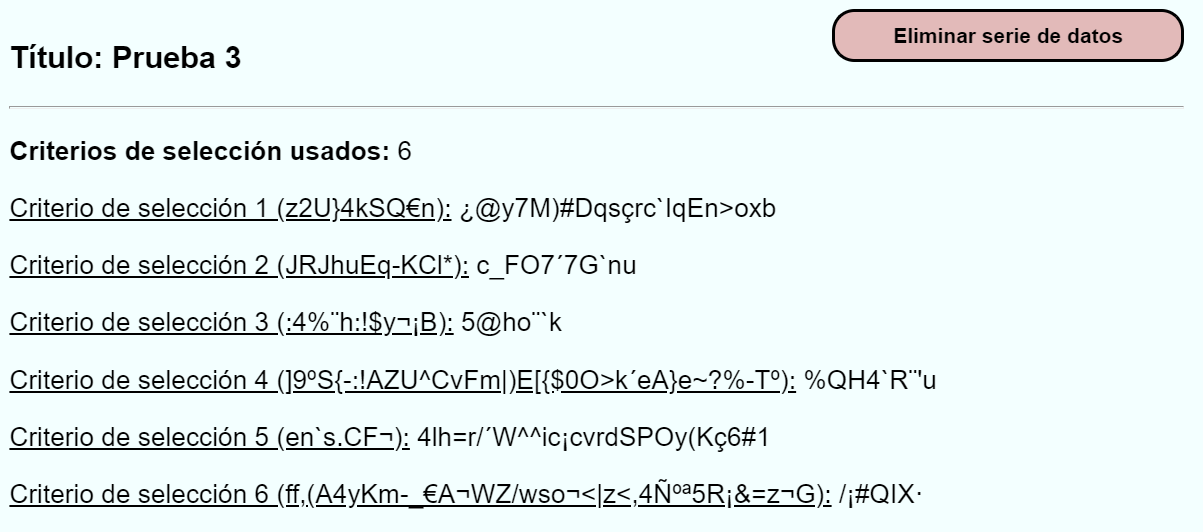 Eliminar serie de datos
Título: Prueba 3
Criterios de selección usados: 6
Criterio de selección 1 (z2U}4kSQ€n): ¿@y7M)#Dqsçrc`lqEn>oxb
Criterio de selección 2 (JRJhuEq-KCl*): c_FO7´7G`nu
Criterio de selección 3 (:4%¨h:!$y¬¡B): 5@ho¨`k
Criterio de selección 4 (]9ºS{-:!AZU^CvFm|)E[{$0O>k´eA}e~?%-Tº): %QH4`R¨'u
Criterio de selección 5 (en`s.CF¬): 4lh=r/´W^^ic¡cvrdSPOy(Kç6#1
Criterio de selección 6 (ff,(A4yKm-_€A¬WZ/wso¬<|z<,4Ѻª5R¡&=z¬G): /¡#QIX·